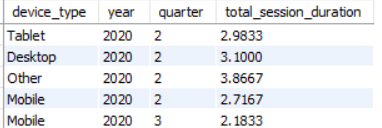 device_type year quarter total_session_duration
Tablet 2020 2 2.9833
Desktop 2020 2 3.1000
Other 2020 2 3.8667
Mobile 2020 2 2.7167
Mobile 2020 3 2.1833